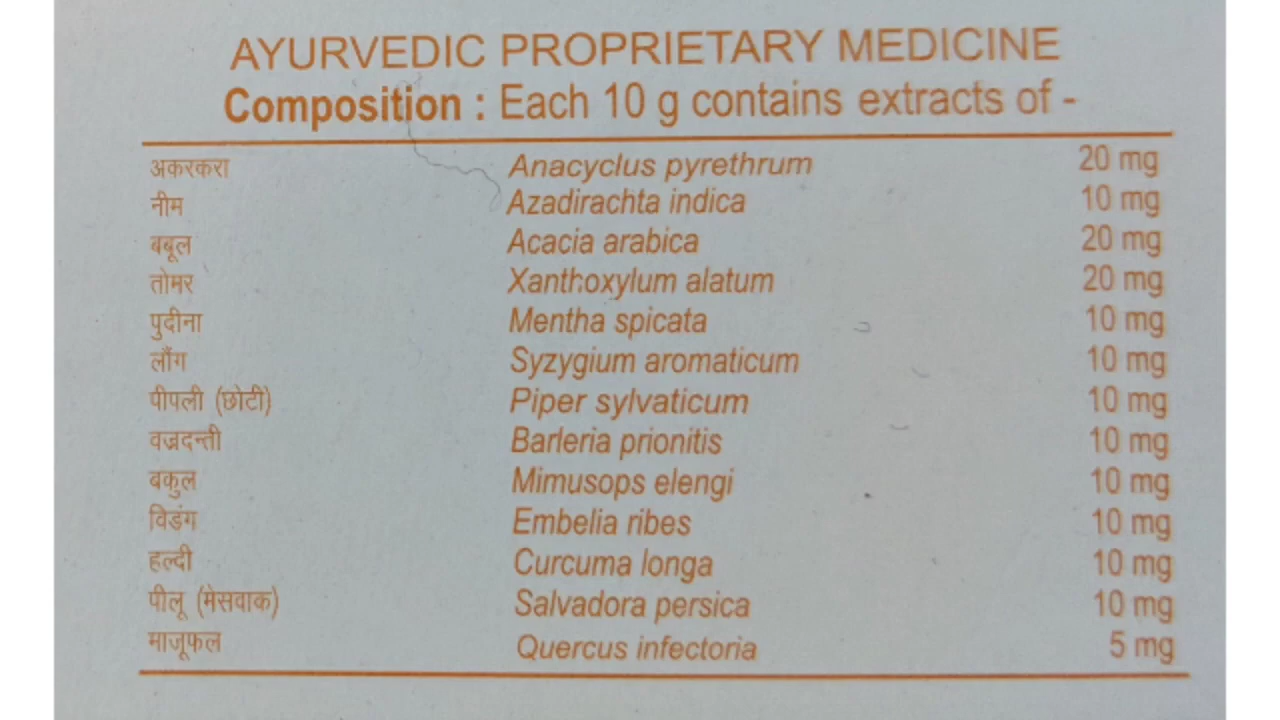 AYURVEDIC PROPRIETARY MEDICINE
Composition : Each 10 g contains extracts of -
अकरकरा Anacyclus pyrethrum 20 mg
नीम Azadirachta indica 10 mg
बबूल Acacia arabica 20 mg
तोमर Xanthoxylum alatum 20 mg
पुदीना Mentha spicata 10 mg
लौंग Syzygium aromaticum 10 mg
पीपली (छोटी) Piper sylvaticum 10 mg
वज्रदन्ती Barleria prionitis 10 mg
बकुल Mimusops elengi 10 mg
विडंग Embelia ribes 10 mg
हल्दी Curcuma longa 10 mg
पीलू (मेसवाक) Salvadora persica 10 mg
माजूफल Quercus infectoria 5 mg